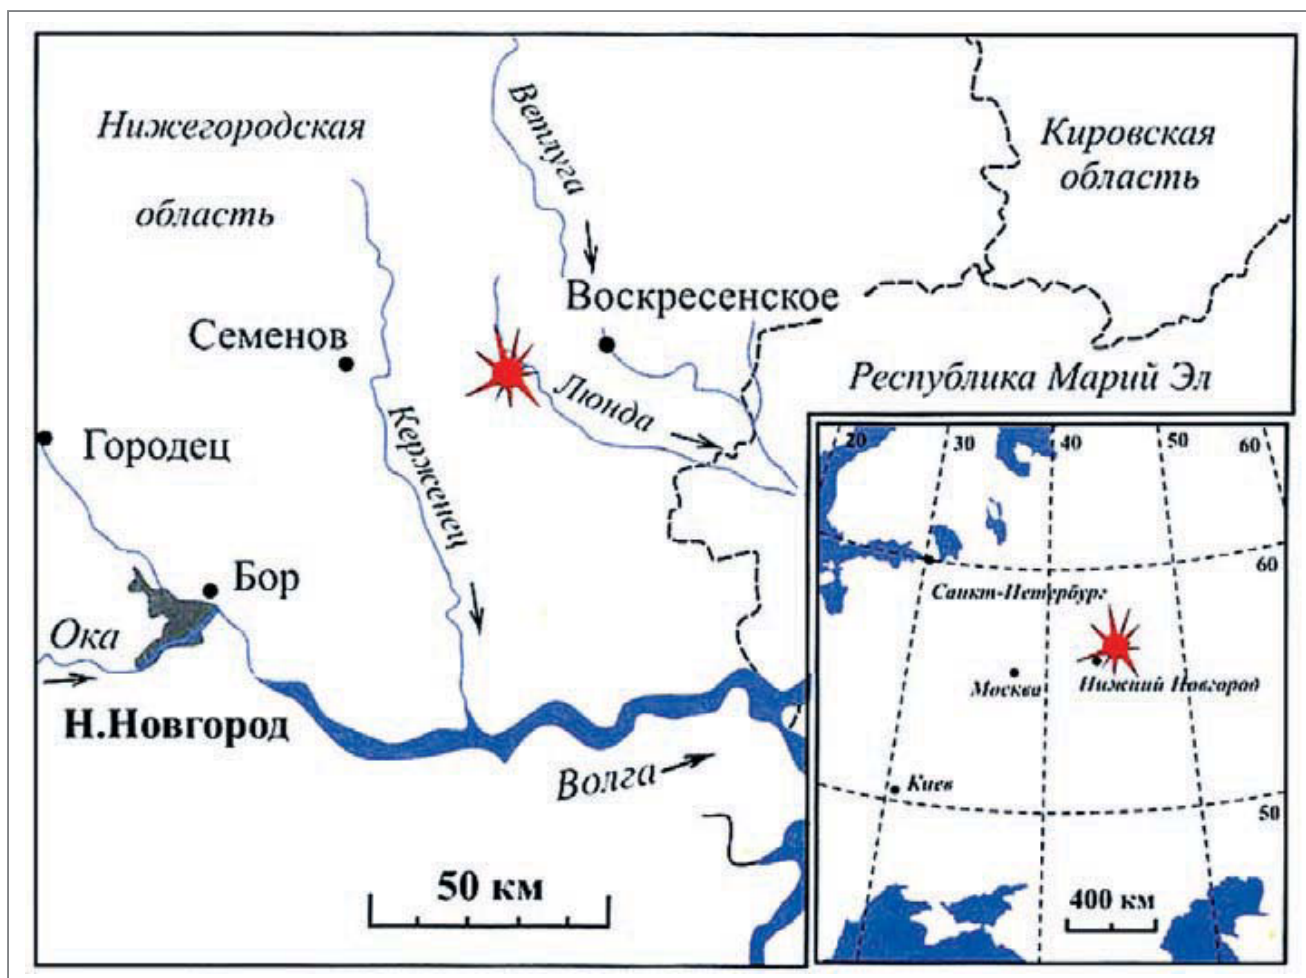 Нижегородская
область
Ветлуга
Кировская
область
Воскресенское
Семенов
Люнда
Республика Марий Эл
Керженец
Городец
Бор
Ока
Н.Новгород
Волга
50 км
20
30
40
50
60
60
Санкт-Петербург
Москва
Нижний Новгород
Киев
50
400 км